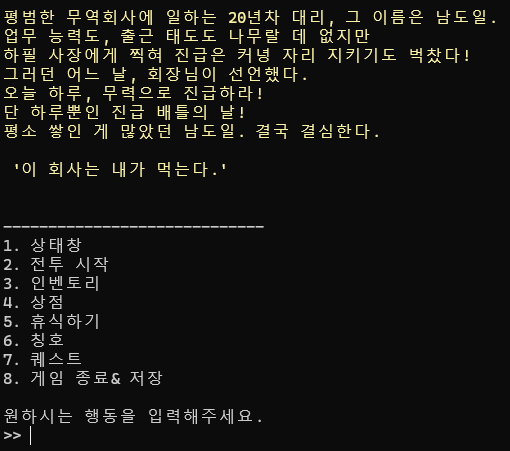 평범한 무역회사에 일하는 20년차 대리, 그 이름은 남도일.
업무 능력도, 출근 태도도 나무랄 데 없지만
하필 사장에게 찍혀 진급은 커녕 자리 지키기도 벅찼다!
그러던 어느 날, 회장님이 선언했다.
오늘 하루, 무력으로 진급하라!
단 하루뿐인 진급 배틀의 날!
평소 쌓인 게 많았던 남도일. 결국 결심한다.
'이 회사는 내가 먹는다.'
_____________________________
1. 상태창
2. 전투 시작
3. 인벤토리
4. 상점
5. 휴식하기
6. 칭호
7. 퀘스트
8. 게임 종료& 저장
원하시는 행동을 입력해주세요.
>>